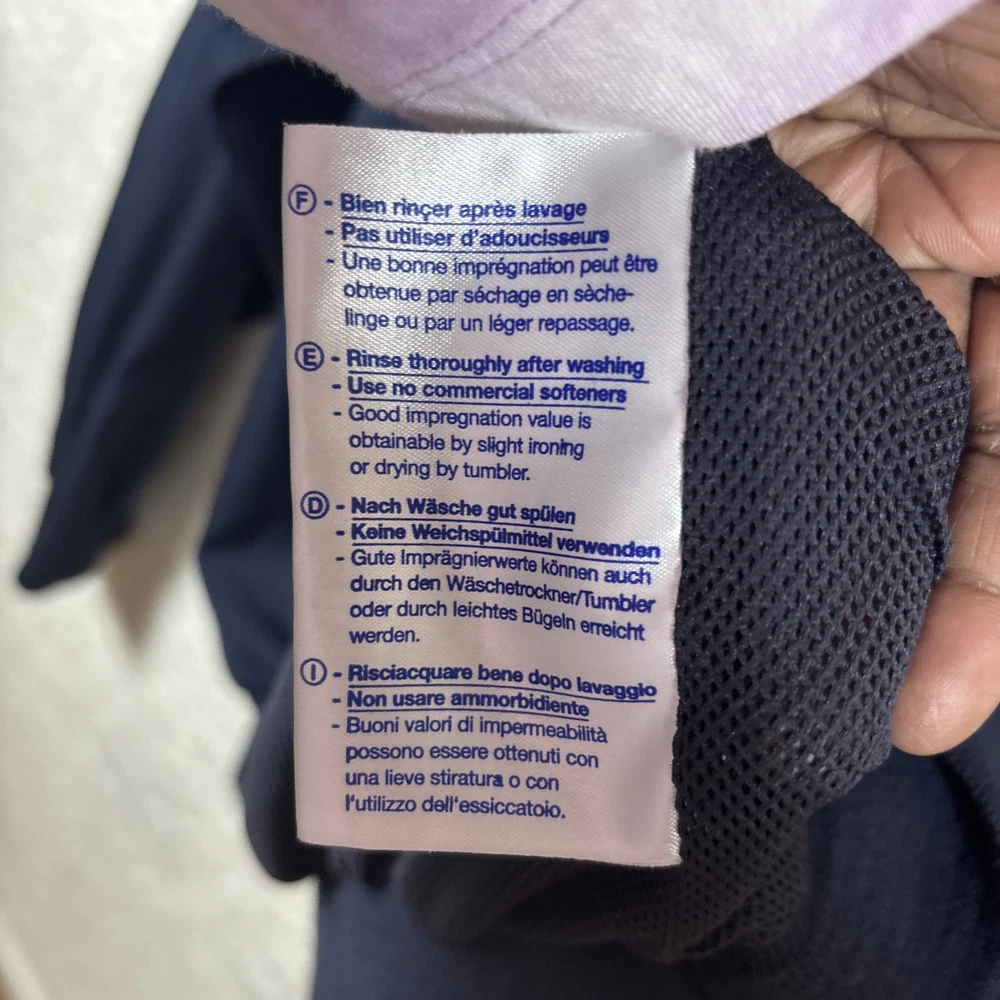 Ⓕ - Bien rinçer après lavage
- Pas utiliser d'adoucisseurs
- Une bonne imprégnation peut être
obtenue par séchage en sèche-
linge ou par un léger repassage.
Ⓔ - Rinse thoroughly after washing
- Use no commercial softeners
- Good impregnation value is
obtainable by slight ironing
or drying by tumbler.
Ⓓ - Nach Wäsche gut spülen
- Keine Weichspülmittel verwenden
- Gute Imprägnierwerte können auch
durch den Wäschetrockner/Tumbler
oder durch leichtes Bügeln erreicht
werden.
Ⓘ - Risciacquare bene dopo lavaggio
- Non usare ammorbidiente
- Buoni valori di impermeabilità
possono essere ottenuti con
una lieve stiratura o con
l'utilizzo dell'essiccatoio.